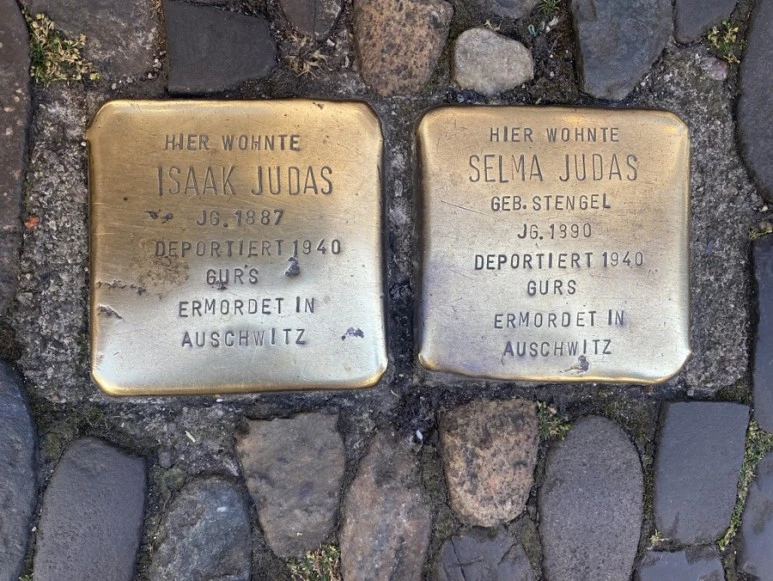 HIER WOHNTE
ISAAK JUDAS
JG. 1887
DEPORTIERT 1940
GURS
ERMORDET IN
AUSCHWITZ
HIER WOHNTE
SELMA JUDAS
GEB. STENGEL
JG. 1890
DEPORTIERT 1940
GURS
ERMORDET IN
AUSCHWITZ